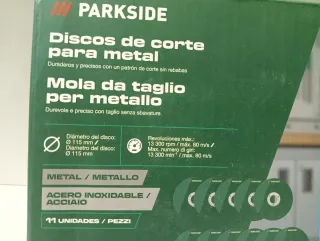 PARKSIDE
Discos de corte
para metal
Duraderos y precisos con un patrón de corte sin rebabas
Mola da taglio
per metallo
Durevole e preciso con taglio senza sbavature
Diámetro del disco:
Ø 115 mm
Diametro del disco:
Ø 115 mm
Revoluciones máx.:
13 300 rpm / máx. 80 m/s
Max. numero di giri:
13 300 min⁻¹ / max. 80 m/s
METAL / METALLO
ACERO INOXIDABLE /
ACCIAIO
11 UNIDADES / PEZZI